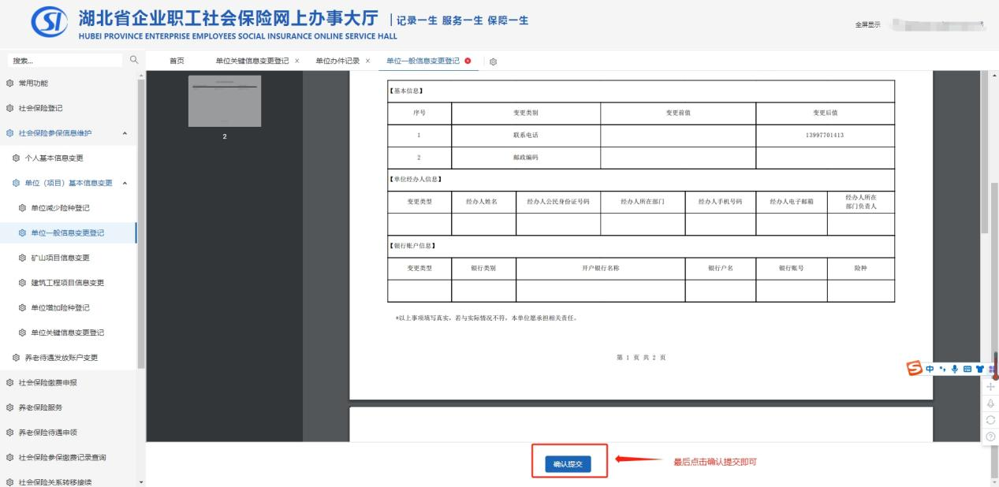 湖北省企业职工社会保险网上办事大厅 | 记录一生 服务一生 保障一生
HUBEI PROVINCE ENTERPRISE EMPLOYEES SOCIAL INSURANCE ONLINE SERVICE HALL
全屏显示
搜索...
首页 单位关键信息变更登记 × 单位办件记录 × 单位一般信息变更登记
常用功能
社会保险登记
社会保险参保信息维护
个人基本信息变更
单位（项目）基本信息变更
单位减少险种登记
单位一般信息变更登记
矿山项目信息变更
建筑工程项目信息变更
单位增加险种登记
单位关键信息变更登记
养老待遇发放账户变更
社会保险缴费申报
养老保险服务
养老保险待遇申领
社会保险参保缴费记录查询
社会保险关系转移接续
2
【基本信息】
序号 变更类别 变更前值 变更后值
1 联系电话 13997701413
2 邮政编码
【单位经办人信息】
变更类型 经办人姓名 经办人公民身份证号码 经办人所在部门 经办人手机号码 经办人电子邮箱 经办人所在
部门负责人
【银行账户信息】
变更类型 银行类别 开户银行名称 银行户名 银行账号 险种
*以上事项填写真实，若与实际情况不符，本单位愿承担相关责任。
第 1 页 共 2 页
中
确认提交
最后点击确认提交即可